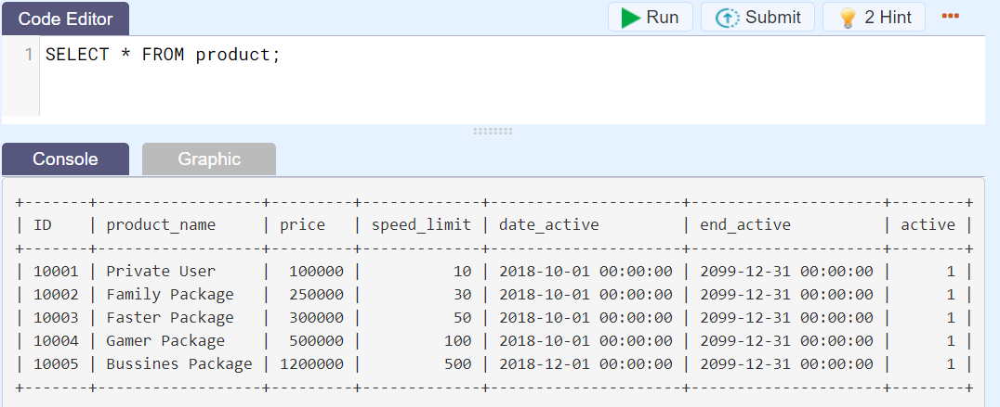 Code Editor
Run
Submit
2 Hint
1 SELECT * FROM product;
Console
Graphic
+-------+------------------+---------+-------------+---------------------+---------------------+--------+
| ID    | product_name     | price   | speed_limit | date_active         | end_active          | active |
+-------+------------------+---------+-------------+---------------------+---------------------+--------+
| 10001 | Private User     |  100000 |          10 | 2018-10-01 00:00:00 | 2099-12-31 00:00:00 |      1 |
| 10002 | Family Package   |  250000 |          30 | 2018-10-01 00:00:00 | 2099-12-31 00:00:00 |      1 |
| 10003 | Faster Package   |  300000 |          50 | 2018-10-01 00:00:00 | 2099-12-31 00:00:00 |      1 |
| 10004 | Gamer Package    |  500000 |         100 | 2018-10-01 00:00:00 | 2099-12-31 00:00:00 |      1 |
| 10005 | Bussines Package | 1200000 |         500 | 2018-12-01 00:00:00 | 2099-12-31 00:00:00 |      1 |
+-------+------------------+---------+-------------+---------------------+---------------------+--------+